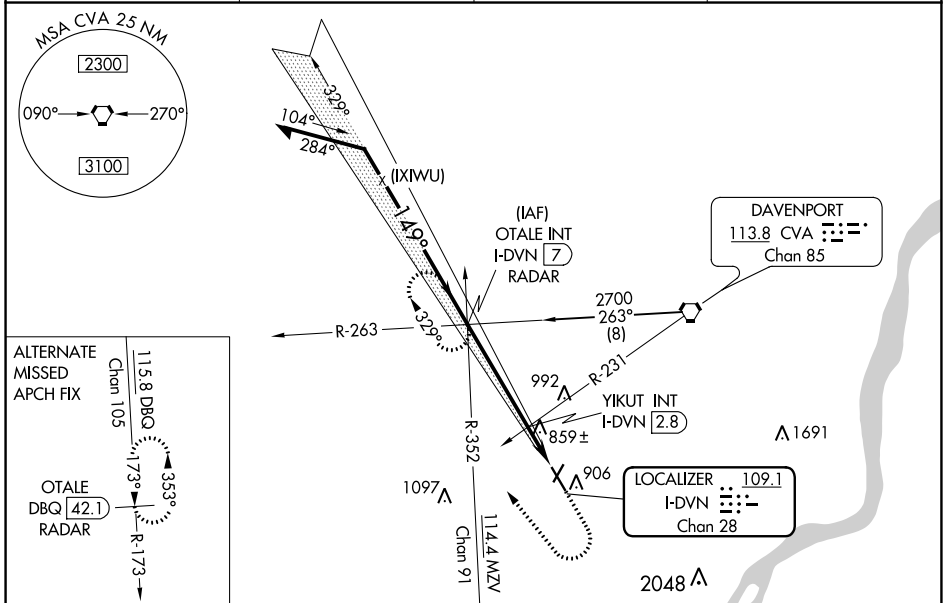 MSA CVA 25 NM
2300
090°
270°
3100
329°
104°
284°
(IXIWU)
149°
(IAF)
OTALE INT
I-DVN 7
RADAR
DAVENPORT
113.8 CVA
Chan 85
2700
263°
(8)
R-263
329°
R-231
992
YIKUT INT
I-DVN 2.8
859±
1691
R-352
906
LOCALIZER 109.1
I-DVN
Chan 28
1097
114.4 MZV
Chan 91
2048
ALTERNATE
MISSED
APCH FIX
115.8 DBQ
Chan 105
173°
353°
OTALE
DBQ 42.1
RADAR
R-173